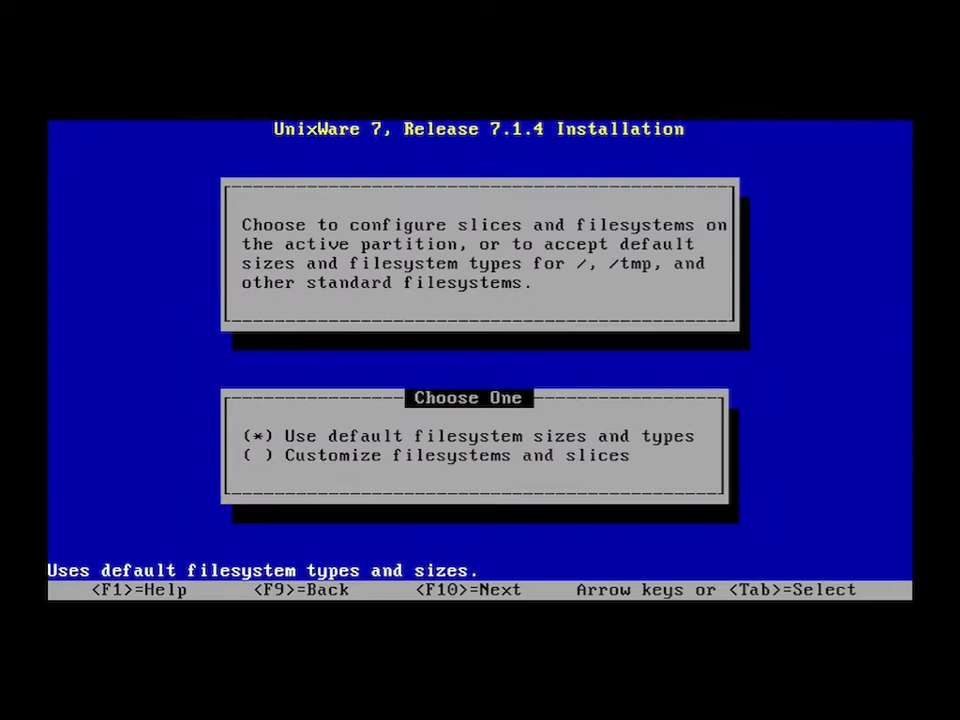 UnixWare 7, Release 7.1.4 Installation
Choose to configure slices and filesystems on
the active partition, or to accept default
sizes and filesystem types for /, /tmp, and
other standard filesystems.
Choose One
(*) Use default filesystem sizes and types
( ) Customize filesystems and slices
Uses default filesystem types and sizes.
<F1>=Help <F9>=Back <F10>=Next Arrow keys or <Tab>=Select